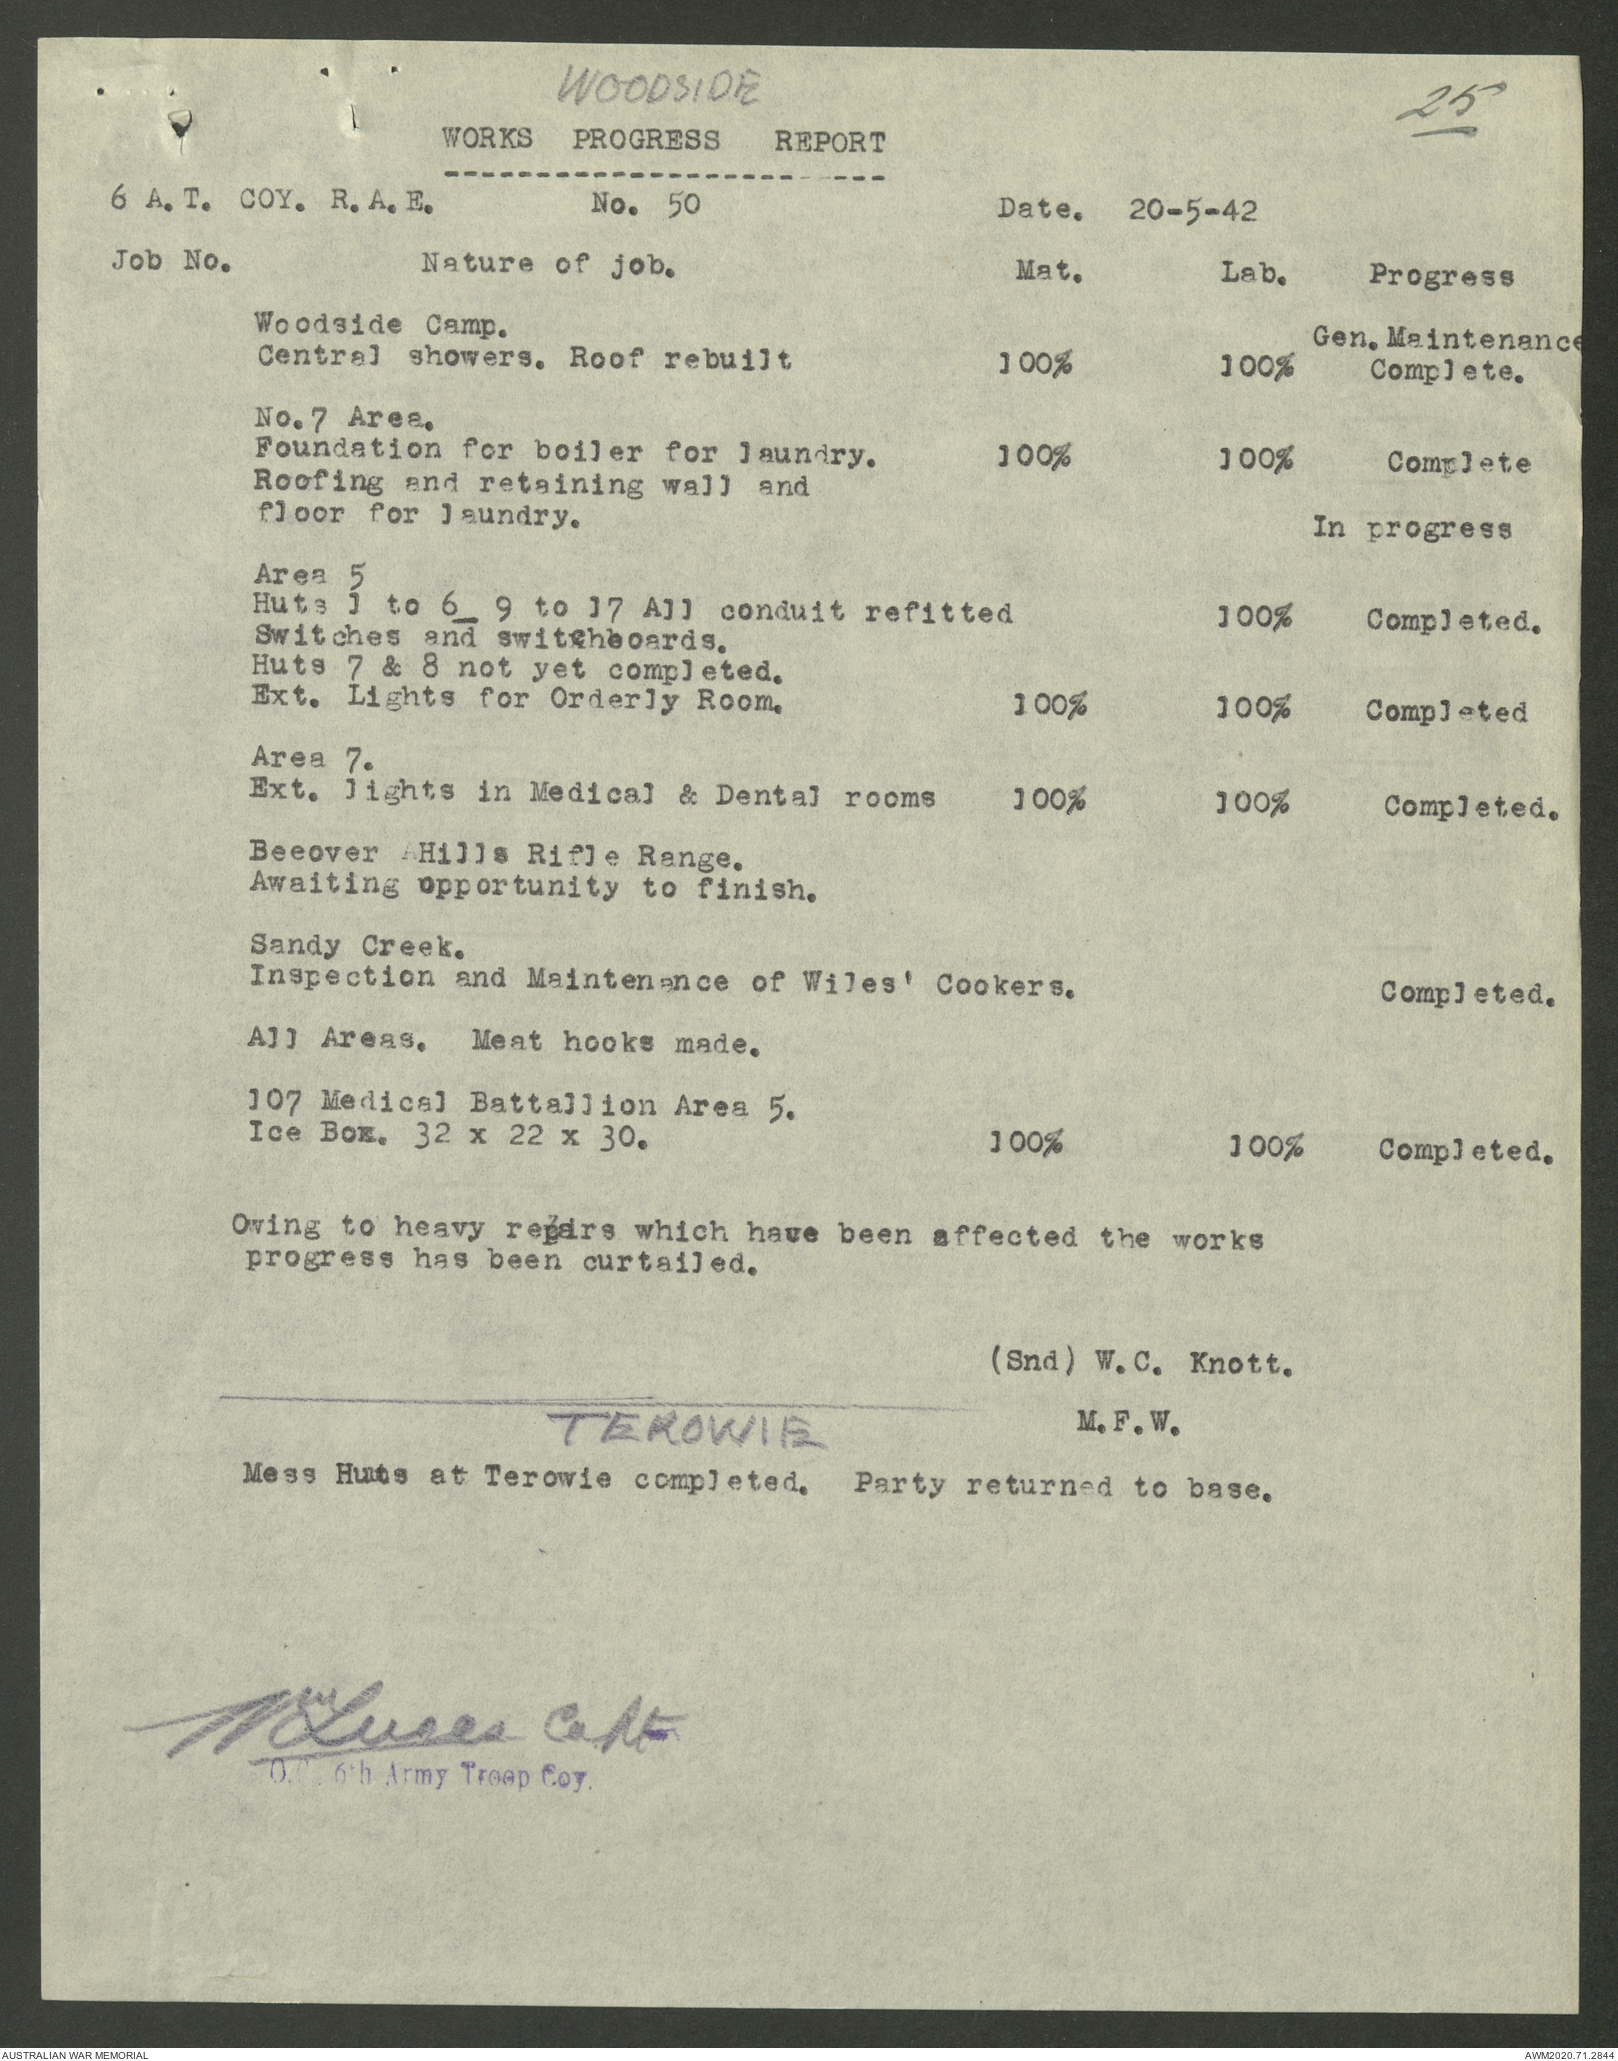 WOODSIDE
25
WORKS PROGRESS REPORT
6 A.T. COY. R.A.E. No. 50 Date. 20-5-42
Job No. Nature of job. Mat. Lab. Progress
Woodside Camp. Gen.Maintenance
Central showers. Roof rebuilt 100% 100% Complete.
No.7 Area.
Foundation for boiler for laundry. 100% 100% Complete
Roofing and retaining wall and
floor for laundry. In progress
Area 5
Huts 1 to 6_ 9 to 17 All conduit refitted 100% Completed.
Switches and switchboards.
Huts 7 & 8 not yet completed.
Ext. Lights for Orderly Room. 100% 100% Completed
Area 7.
Ext. lights in Medical & Dental rooms 100% 100% Completed.
Beeover Hills Rifle Range.
Awaiting opportunity to finish.
Sandy Creek.
Inspection and Maintenance of Wiles' Cookers. Completed.
All Areas. Meat hooks made.
107 Medical Battallion Area 5.
Ice Box. 32 x 22 x 30. 100% 100% Completed.
Owing to heavy repairs which have been affected the works
progress has been curtailed.
(Snd) W.C. Knott.
M.F.W.
TEROWIE
Mess Huts at Terowie completed. Party returned to base.
Lucas Capt
O.C. 6th Army Troop Coy.
AUSTRALIAN WAR MEMORIAL AWM2020.71.2844